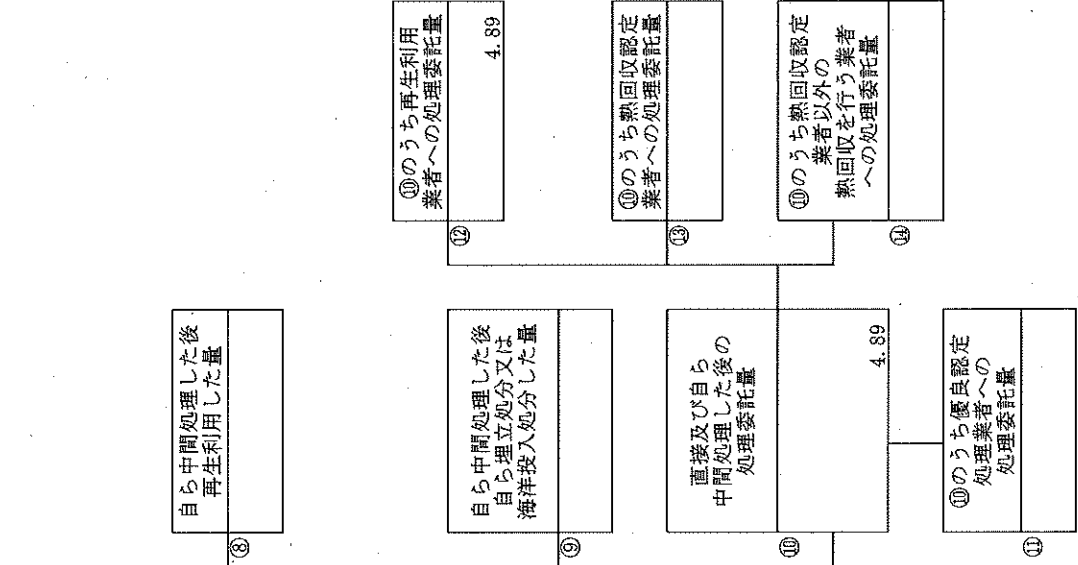 ⑧
自ら中間処理した後
再生利用した量
⑨
自ら中間処理した後
自ら埋立処分又は
海洋投入処分した量
⑩
直接及び自ら
中間処理した後の
処理委託量
4.89
⑪
⑩のうち優良認定
処理業者への
処理委託量
⑫
⑩のうち再生利用
業者への処理委託量
4.89
⑬
⑩のうち熱回収認定
業者への処理委託量
⑭
⑩のうち熱回収認定
業者以外の
熱回収を行う業者
への処理委託量